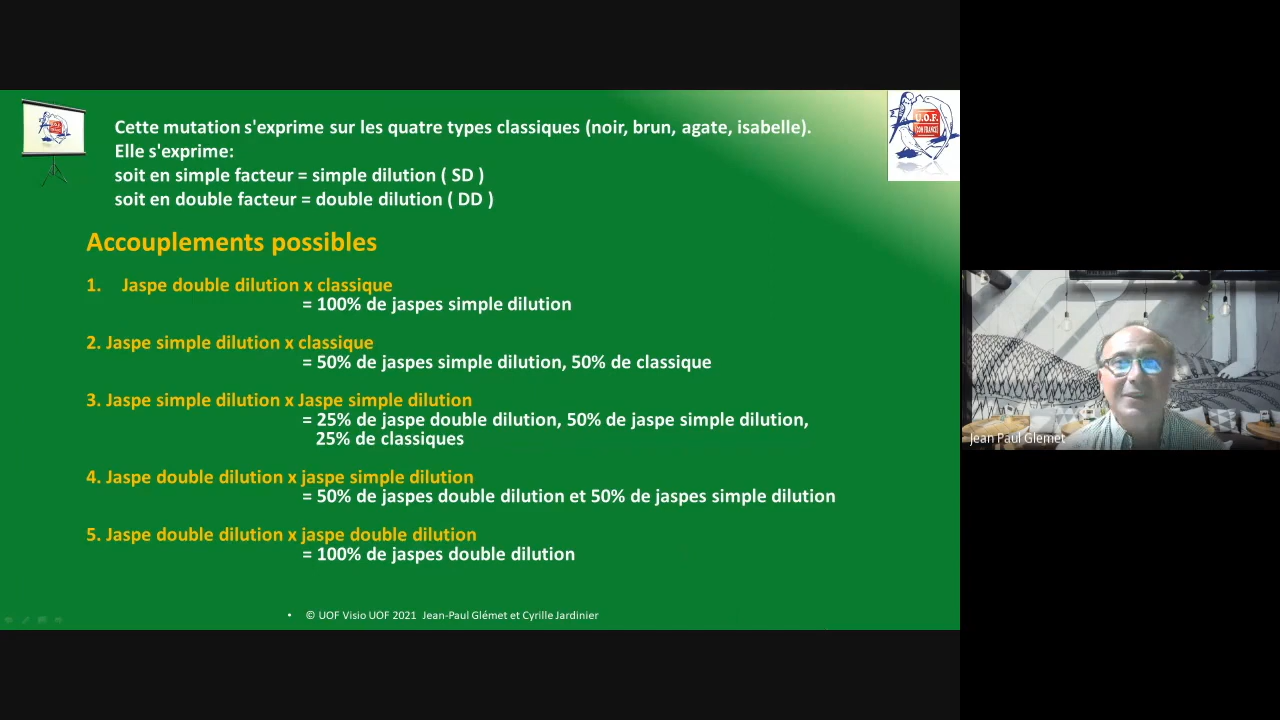 Cette mutation s'exprime sur les quatre types classiques (noir, brun, agate, isabelle).
Elle s'exprime:
soit en simple facteur = simple dilution ( SD )
soit en double facteur = double dilution ( DD )
U.O.F.
COM FRANCE
Accouplements possibles
1. Jaspe double dilution x classique
= 100% de jaspes simple dilution
2. Jaspe simple dilution x classique
= 50% de jaspes simple dilution, 50% de classique
3. Jaspe simple dilution x Jaspe simple dilution
= 25% de jaspe double dilution, 50% de jaspe simple dilution,
25% de classiques
4. Jaspe double dilution x jaspe simple dilution
= 50% de jaspes double dilution et 50% de jaspes simple dilution
5. Jaspe double dilution x jaspe double dilution
= 100% de jaspes double dilution
• © UOF Visio UOF 2021 Jean-Paul Glémet et Cyrille Jardinier
Jean Paul Glemet